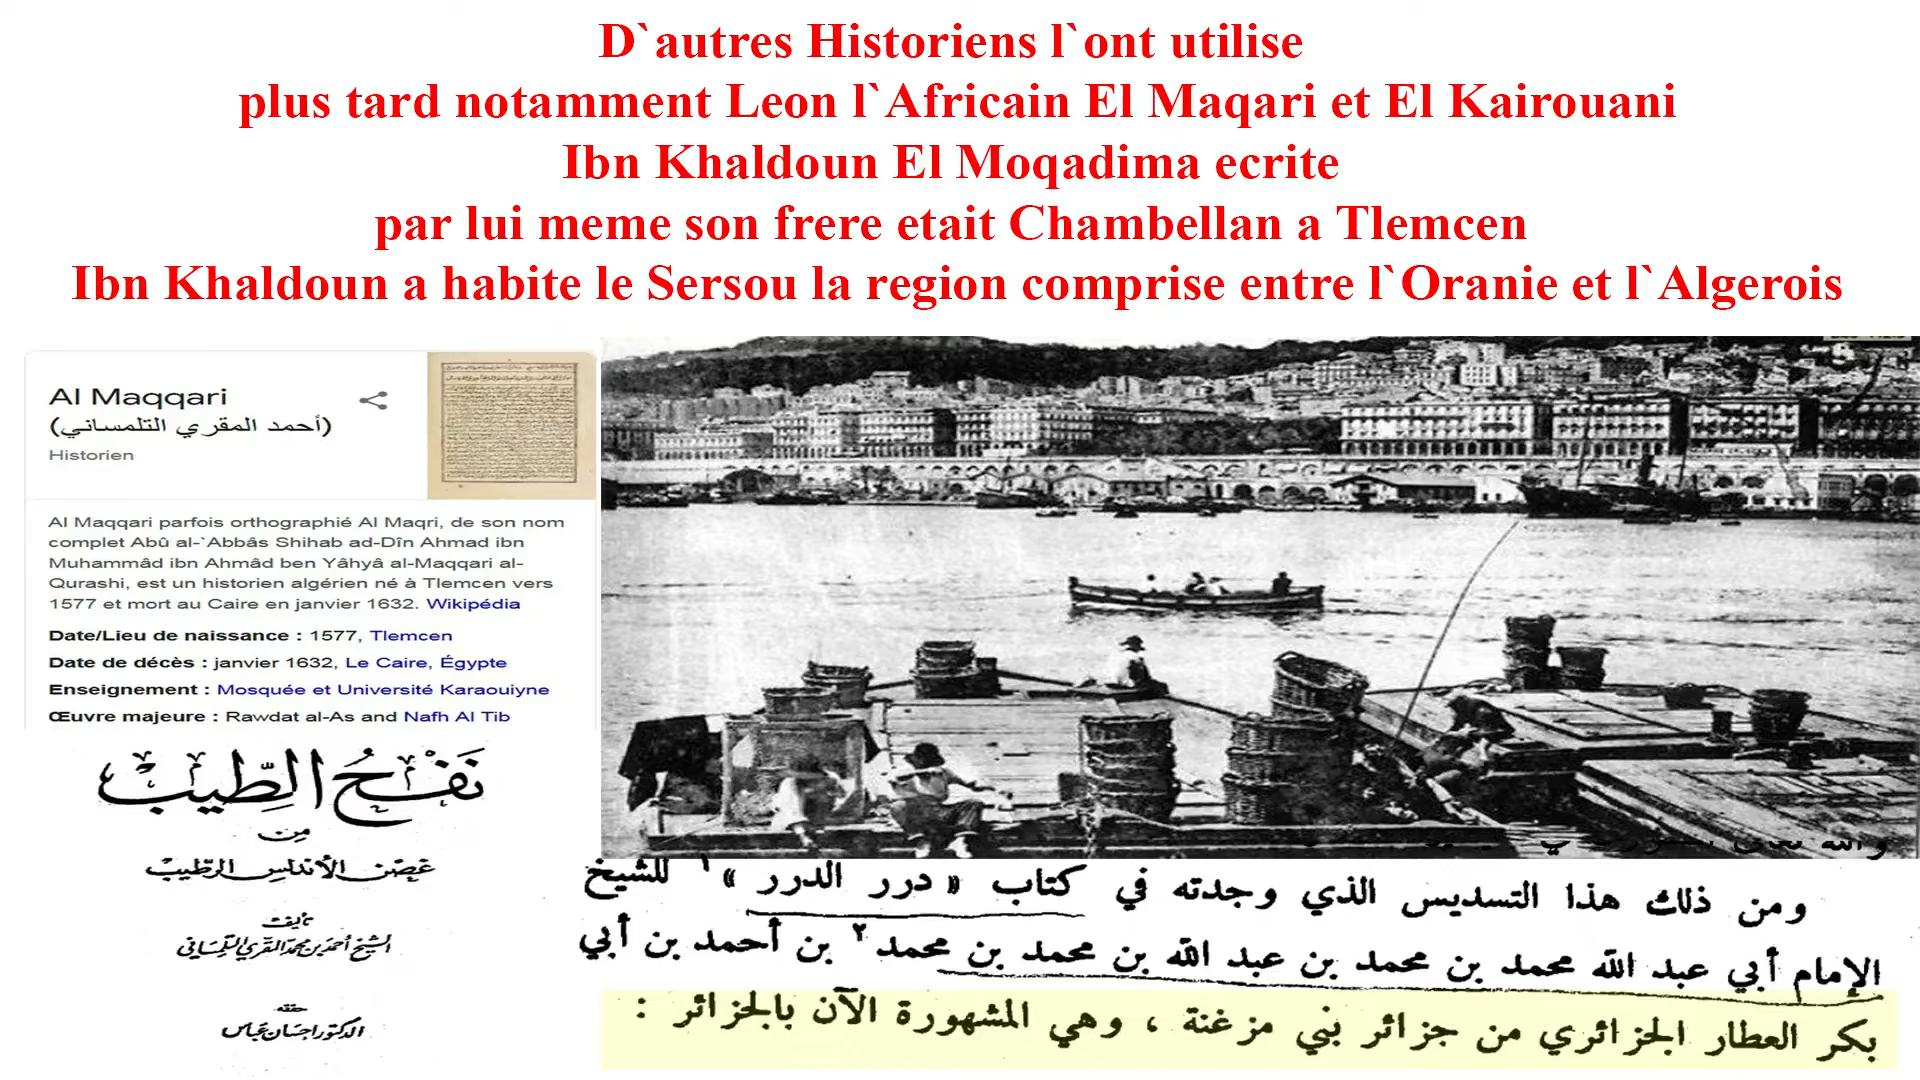 D`autres Historiens l`ont utilise
plus tard notamment Leon l`Africain El Maqari et El Kairouani
Ibn Khaldoun El Moqadima ecrite
par lui meme son frere etait Chambellan a Tlemcen
Ibn Khaldoun a habite le Sersou la region comprise entre l`Oranie et l`Algerois
Al Maqqari
(أحمد المقري التلمساني)
Historien
Al Maqqari parfois orthographié Al Maqri, de son nom
complet Abû al-`Abbâs Shihab ad-Dîn Ahmad ibn
Muhammâd ibn Ahmâd ben Yâhyâ al-Maqqari al-
Qurashi, est un historien algérien né à Tlemcen vers
1577 et mort au Caire en janvier 1632. Wikipédia
Date/Lieu de naissance : 1577, Tlemcen
Date de décès : janvier 1632, Le Caire, Égypte
Enseignement : Mosquée et Université Karaouiyne
Œuvre majeure : Rawdat al-As and Nafh Al Tib
نَفْحُ الطِّيبْ
مِن
غصن الأندلس الرطيب
تأليف
الشيخ أحمد بن محمد المقري التلمساني
حققه
الدكتور احسان عباس
ومن ذلك هذا التسديس الذي وجدته في كتاب « درر الدرر »١ للشيخ
الإمام أبي عبد الله محمد بن محمد بن عبد الله بن محمد بن محمد٢ بن أحمد بن أبي
بكر العطار الجزائري من جزائر بني مزغنة ، وهي المشهورة الآن بالجزائر :